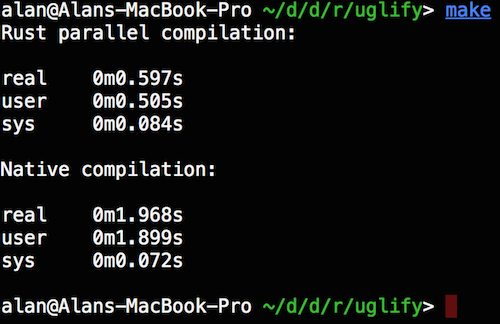 alan@Alans-MacBook-Pro ~/d/d/r/uglify> make
Rust parallel compilation:
real 0m0.597s
user 0m0.505s
sys 0m0.084s
Native compilation:
real 0m1.968s
user 0m1.899s
sys 0m0.072s
alan@Alans-MacBook-Pro ~/d/d/r/uglify>